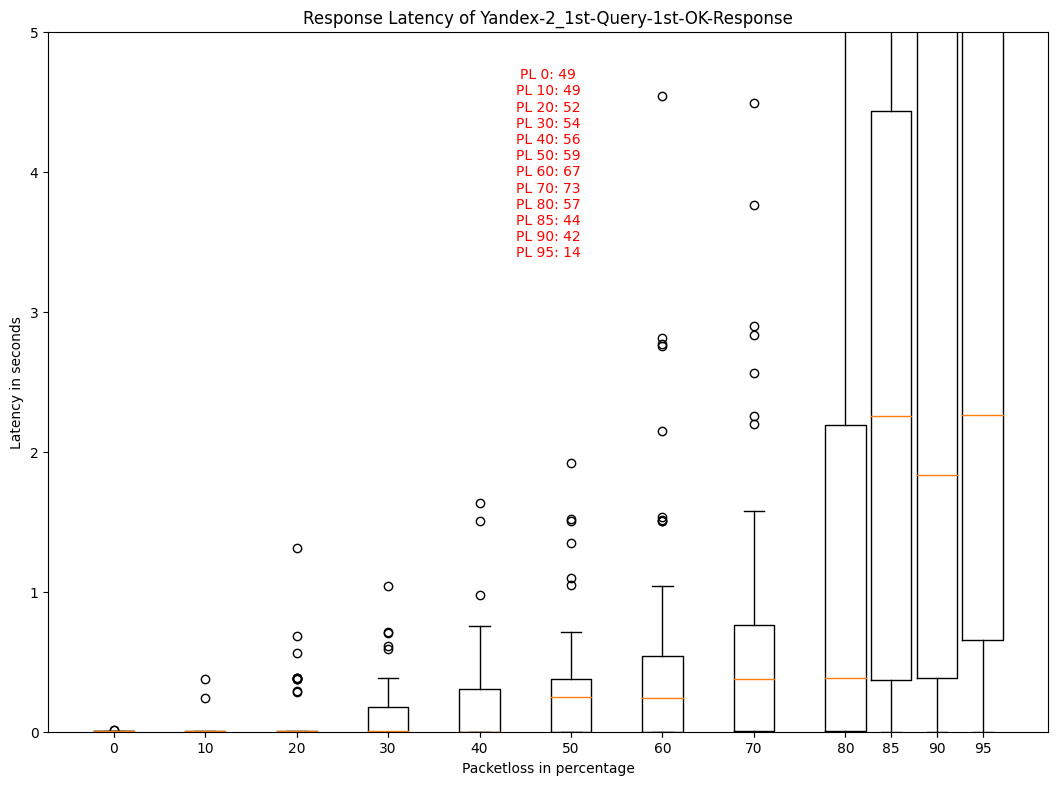 Response Latency of Yandex-2_1st-Query-1st-OK-Response
5
4
3
2
1
0
Latency in seconds
PL 0: 49
PL 10: 49
PL 20: 52
PL 30: 54
PL 40: 56
PL 50: 59
PL 60: 67
PL 70: 73
PL 80: 57
PL 85: 44
PL 90: 42
PL 95: 14
0 10 20 30 40 50 60 70 80 85 90 95
Packetloss in percentage